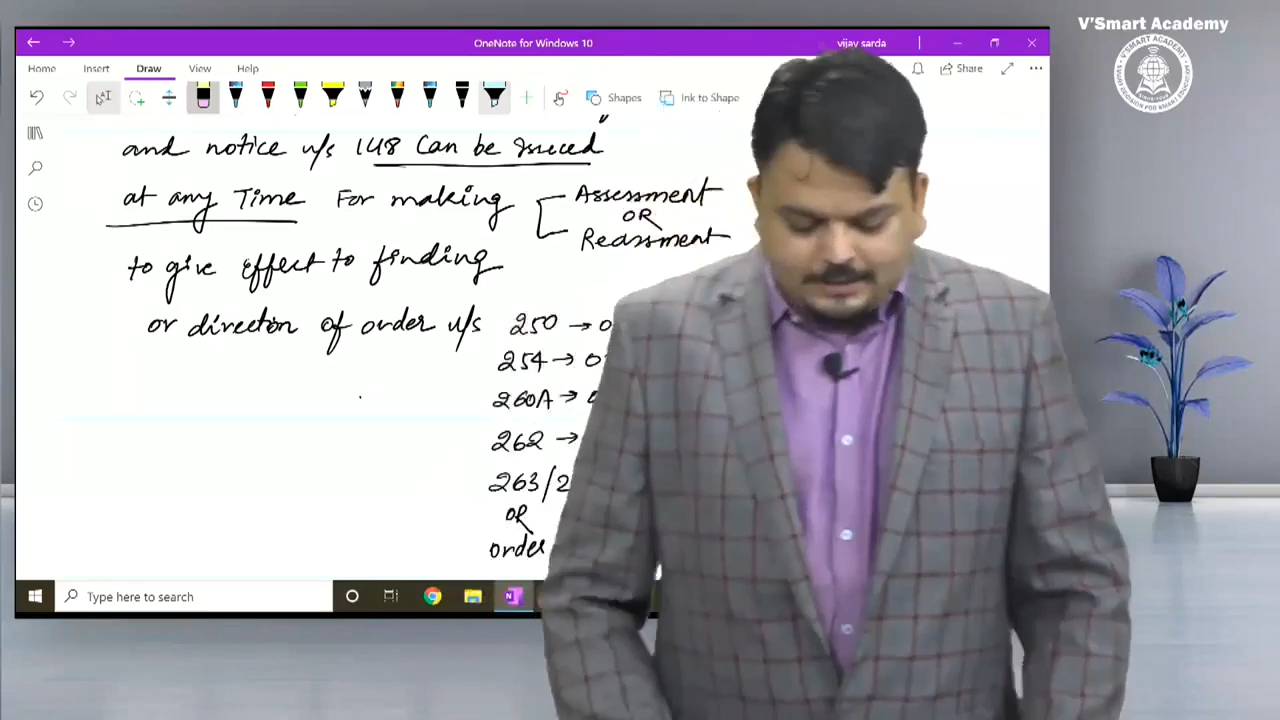 V'Smart Academy
OneNote for Windows 10
vijay sarda
Home Insert Draw View Help
Share
Shapes
Ink to Shape
and notice u/s 148 Can be issued"
at any Time For making
Assessment
OR
Reassment
to give effect to finding
or direction of order u/s 250 →
254 →
260A →
262 →
263/2
OR
order
Type here to search